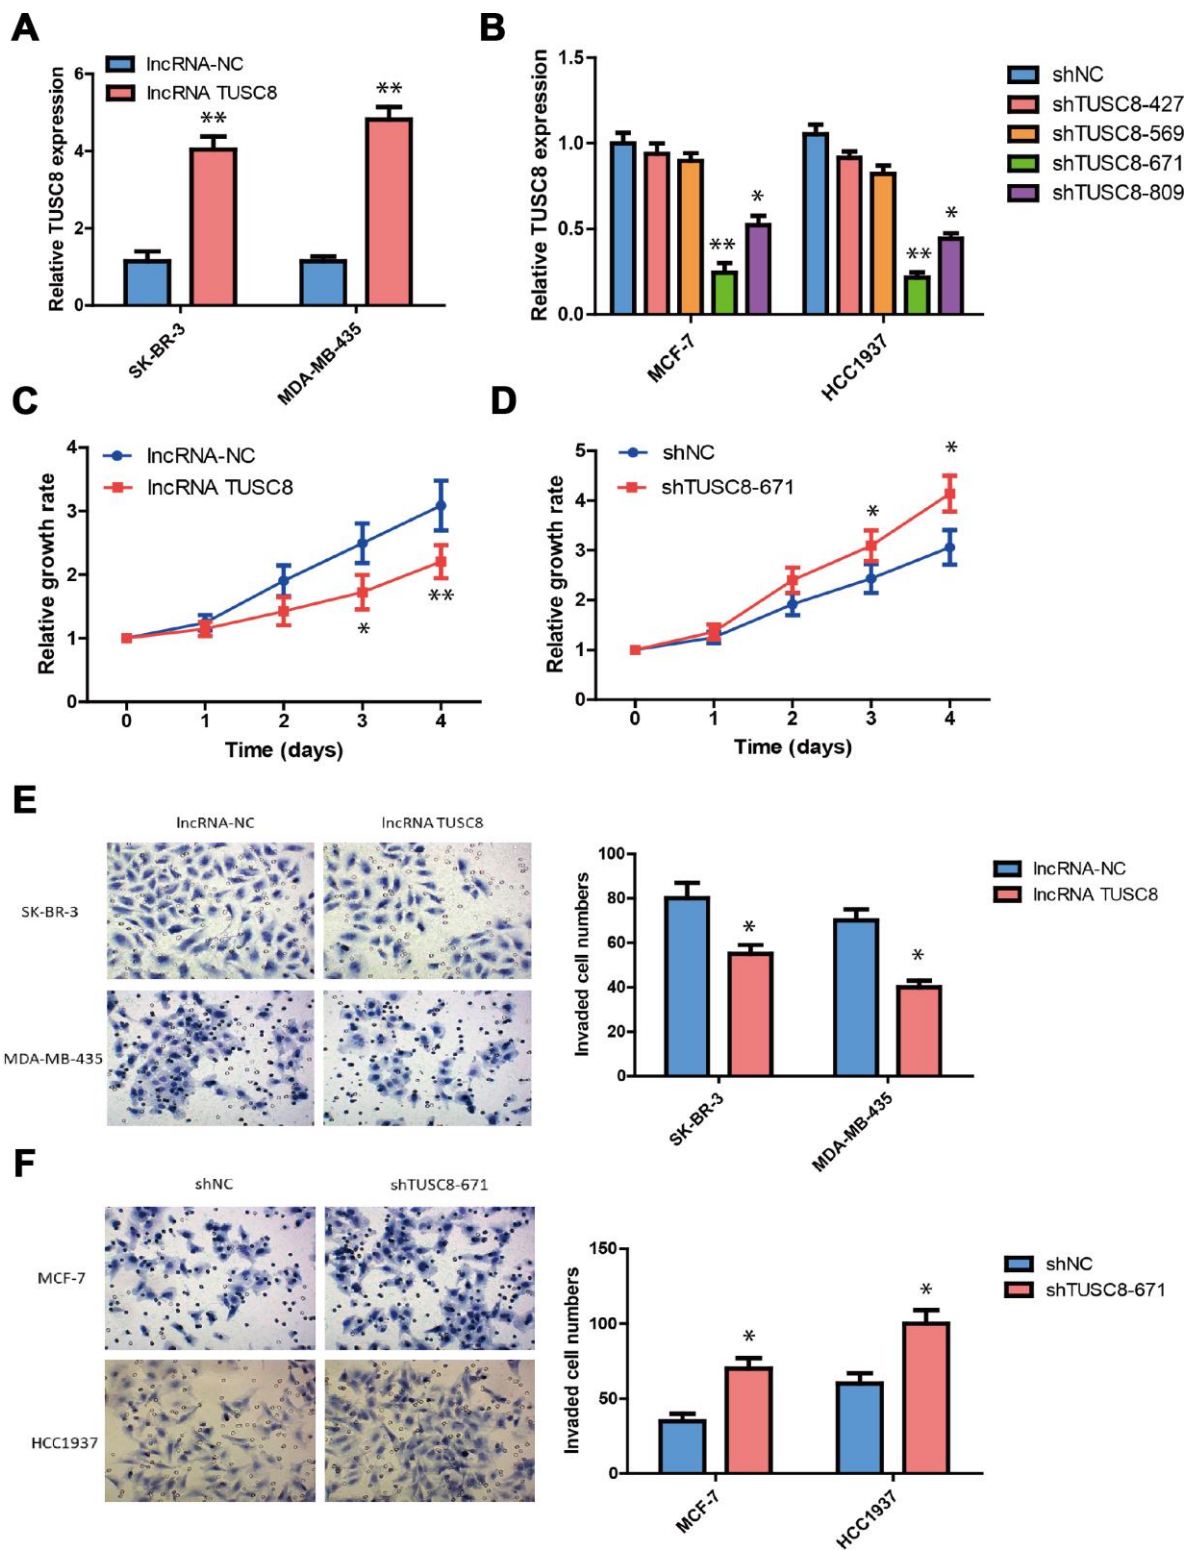 A
lncRNA-NC
lncRNA TUSC8
Relative TUSC8 expression
6
4
2
0
**
**
SK-BR-3
MDA-MB-435
B
Relative TUSC8 expression
1.5
1.0
0.5
0.0
**
*
**
*
MCF-7
HCC1937
shNC
shTUSC8-427
shTUSC8-569
shTUSC8-671
shTUSC8-809
C
lncRNA-NC
lncRNA TUSC8
Relative growth rate
4
3
2
1
0
*
**
0 1 2 3 4
Time (days)
D
shNC
shTUSC8-671
Relative growth rate
5
4
3
2
1
0
*
*
0 1 2 3 4
Time (days)
E
lncRNA-NC lncRNA TUSC8
SK-BR-3
MDA-MB-435
Invaded cell numbers
100
80
60
40
20
0
*
*
SK-BR-3
MDA-MB-435
lncRNA-NC
lncRNA TUSC8
F
shNC shTUSC8-671
MCF-7
HCC1937
Invaded cell numbers
150
100
50
0
*
*
MCF-7
HCC1937
shNC
shTUSC8-671